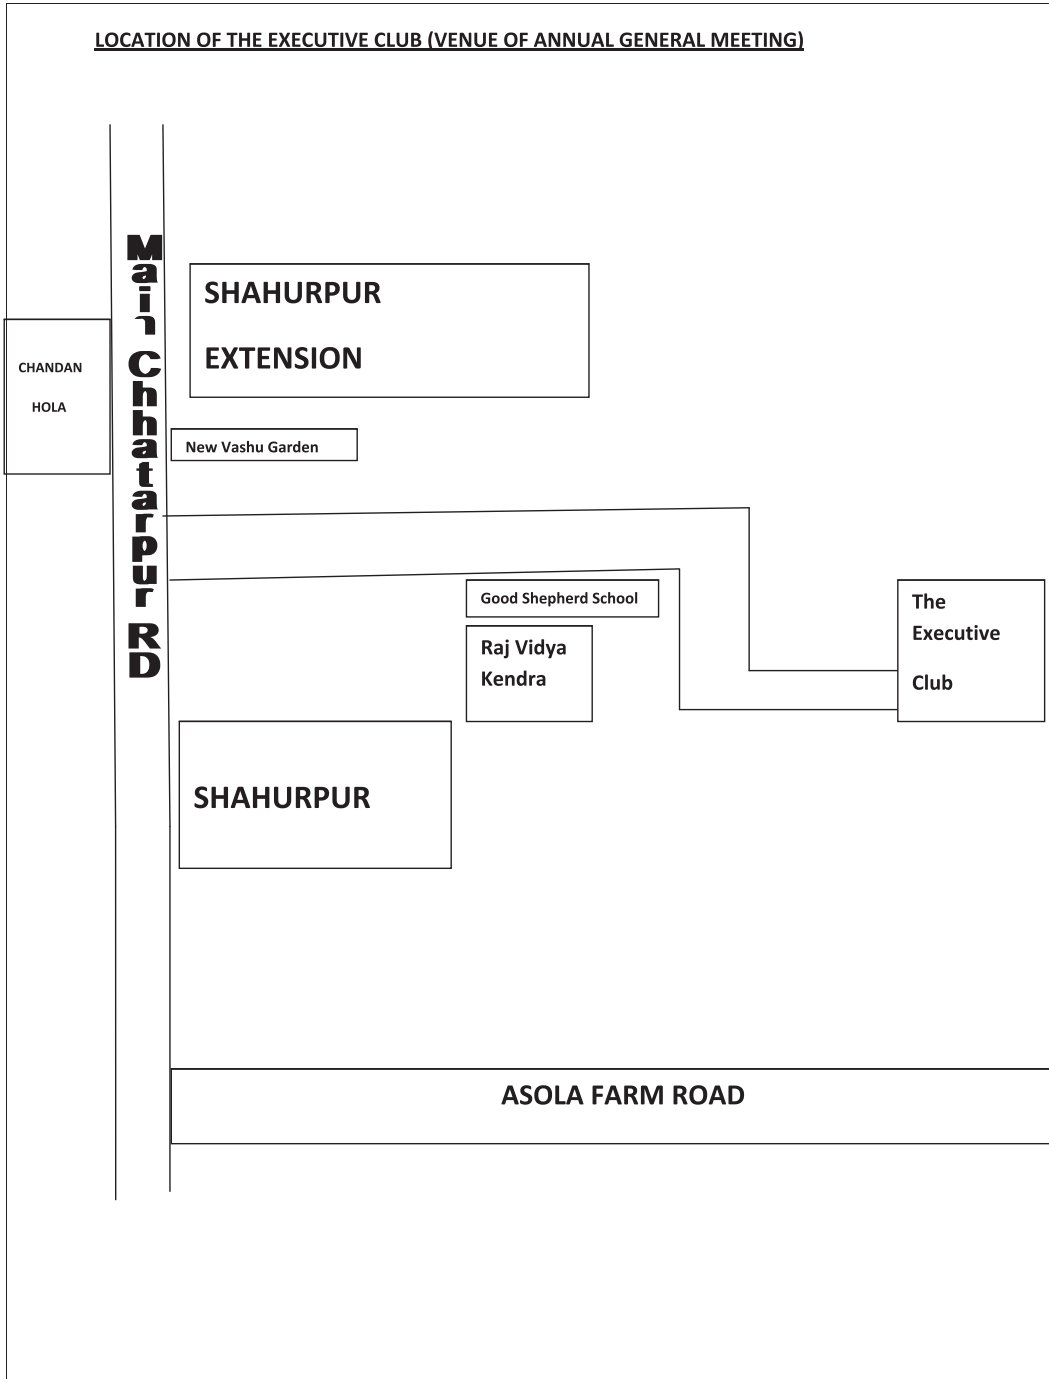 LOCATION OF THE EXECUTIVE CLUB (VENUE OF ANNUAL GENERAL MEETING)
Main Chhatarpur RD
SHAHURPUR
EXTENSION
CHANDAN
HOLA
New Vashu Garden
Good Shepherd School
Raj Vidya
Kendra
The
Executive
Club
SHAHURPUR
ASOLA FARM ROAD